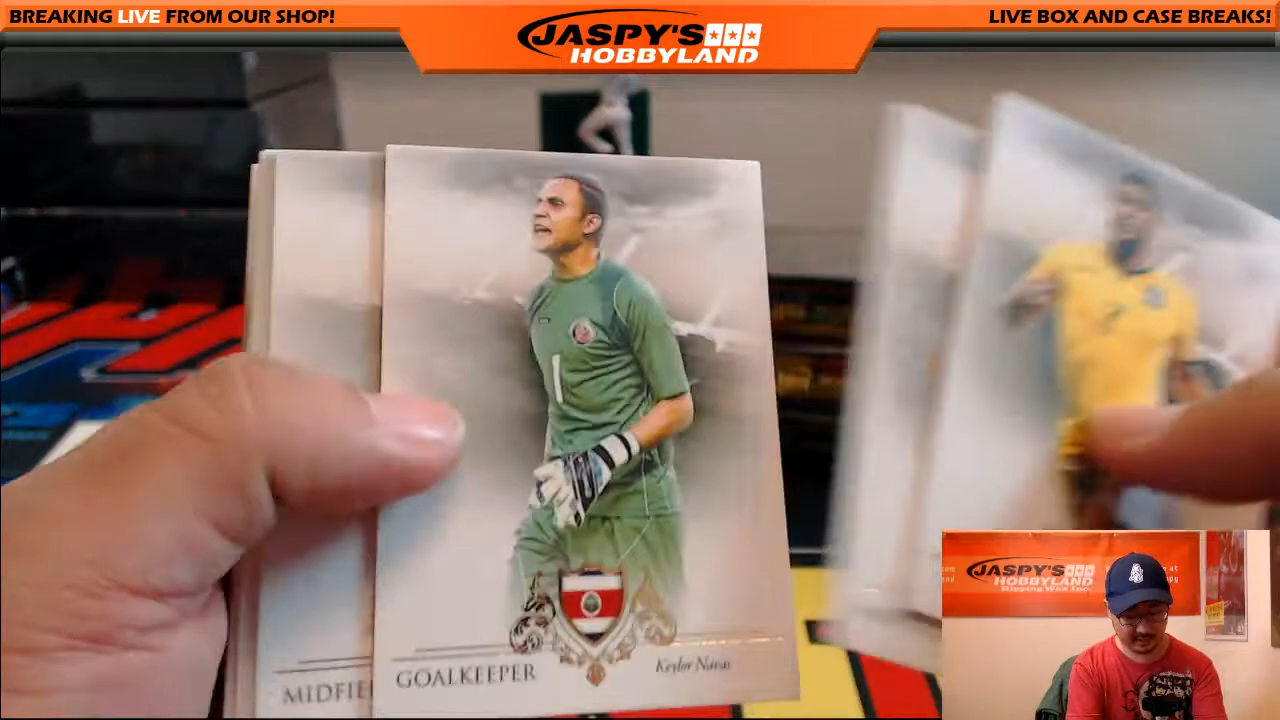 BREAKING LIVE FROM OUR SHOP!
JASPY'S
HOBBYLAND
LIVE BOX AND CASE BREAKS!
1
MIDFIE
GOALKEEPER
Keylor Navas
JASPY'S
HOBBYLAND
Ripping Wax Inc.